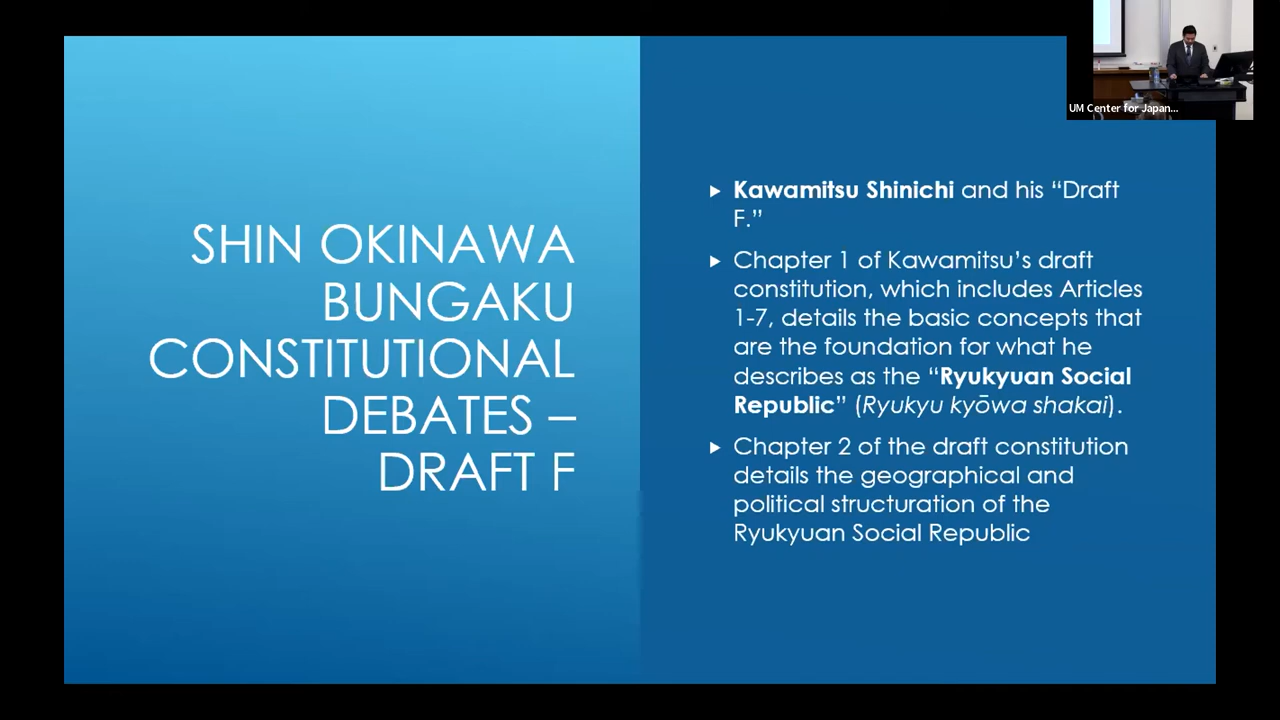 UM Center for Japan...
SHIN OKINAWA
BUNGAKU
CONSTITUTIONAL
DEBATES –
DRAFT F
▶ Kawamitsu Shinichi and his “Draft
F.”
▶ Chapter 1 of Kawamitsu’s draft
constitution, which includes Articles
1-7, details the basic concepts that
are the foundation for what he
describes as the “Ryukyuan Social
Republic” (Ryukyu kyōwa shakai).
▶ Chapter 2 of the draft constitution
details the geographical and
political structuration of the
Ryukyuan Social Republic